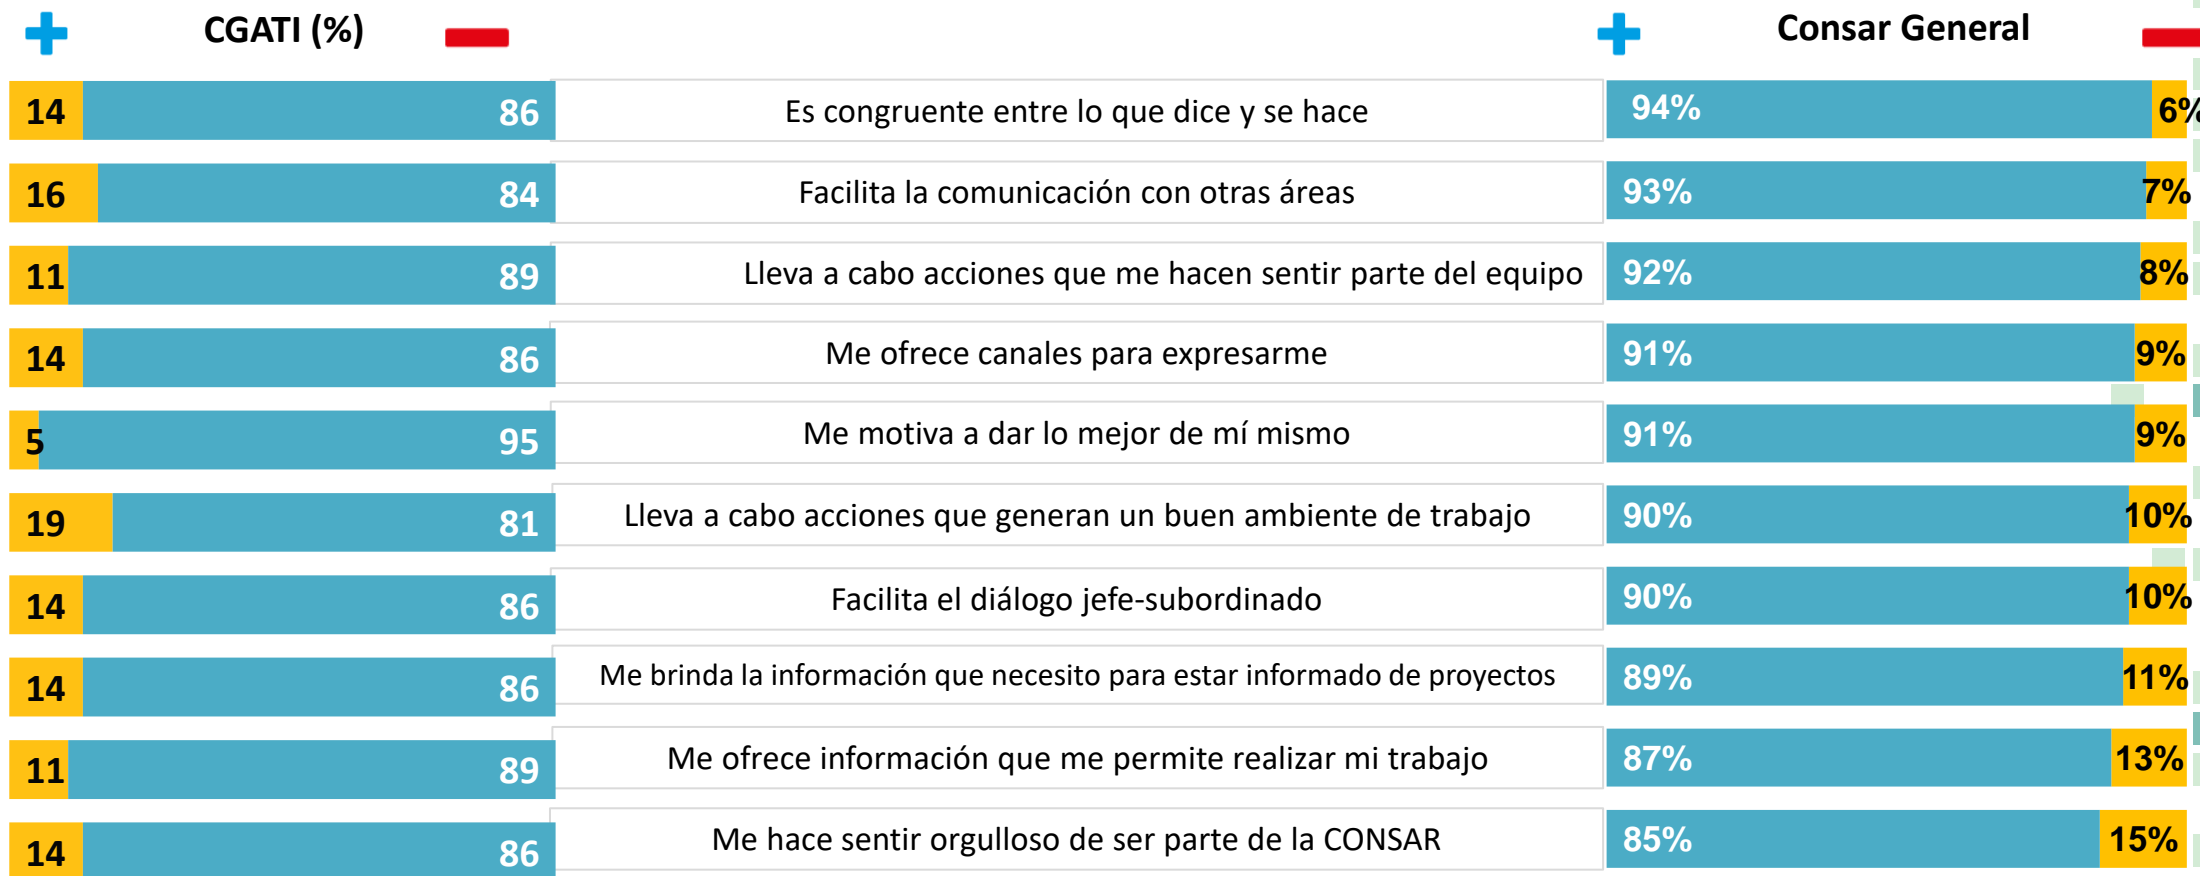 CGATI (%)
Consar General
14 86 Es congruente entre lo que dice y se hace 94% 6%
16 84 Facilita la comunicación con otras áreas 93% 7%
11 89 Lleva a cabo acciones que me hacen sentir parte del equipo 92% 8%
14 86 Me ofrece canales para expresarme 91% 9%
5 95 Me motiva a dar lo mejor de mí mismo 91% 9%
19 81 Lleva a cabo acciones que generan un buen ambiente de trabajo 90% 10%
14 86 Facilita el diálogo jefe-subordinado 90% 10%
14 86 Me brinda la información que necesito para estar informado de proyectos 89% 11%
11 89 Me ofrece información que me permite realizar mi trabajo 87% 13%
14 86 Me hace sentir orgulloso de ser parte de la CONSAR 85% 15%